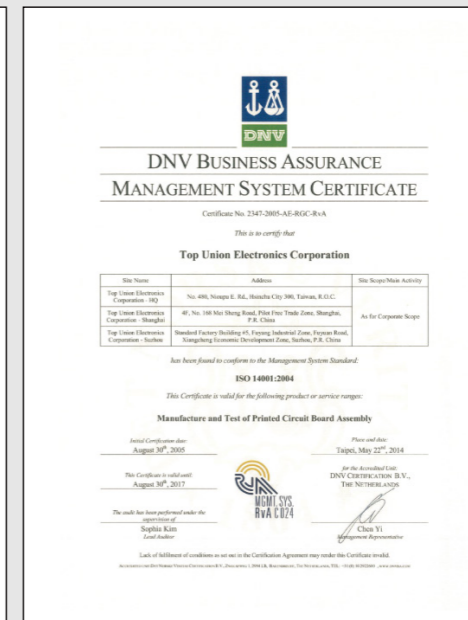 DNV
DNV BUSINESS ASSURANCE
MANAGEMENT SYSTEM CERTIFICATE
Certificate No. 2347-2005-AE-RGC-RvA
This is to certify that
Top Union Electronics Corporation
Site Name Address Site Scope/Main Activity
Top Union Electronics Corporation - HQ
No. 480, Niupu E. Rd., Hsinchu City 300, Taiwan, R.O.C.
Top Union Electronics Corporation - Shanghai
4F, No. 168 Mei Sheng Road, Pilot Free Trade Zone, Shanghai, P.R. China
As for Corporate Scope
Top Union Electronics Corporation - Suzhou
Standard Factory Building #5, Fuyang Industrial Zone, Fuyuan Road, Xiangcheng Economic Development Zone, Suzhou, P.R. China
has been found to conform to the Management System Standard:
ISO 14001:2004
This Certificate is valid for the following product or service ranges:
Manufacture and Test of Printed Circuit Board Assembly
Initial Certification date:
August 30th, 2005
Place and date:
Taipei, May 22nd, 2014
This Certificate is valid until:
August 30th, 2017
for the Accredited Unit:
DNV CERTIFICATION B.V.,
THE NETHERLANDS
RvA
MGMT. SYS.
RvA C 024
The audit has been performed under the
supervision of
Sophie Kim
Lead Auditor
Chen Yi
Management Representative
Lack of fulfilment of conditions as set out in the Certification Agreement may render this Certificate invalid.